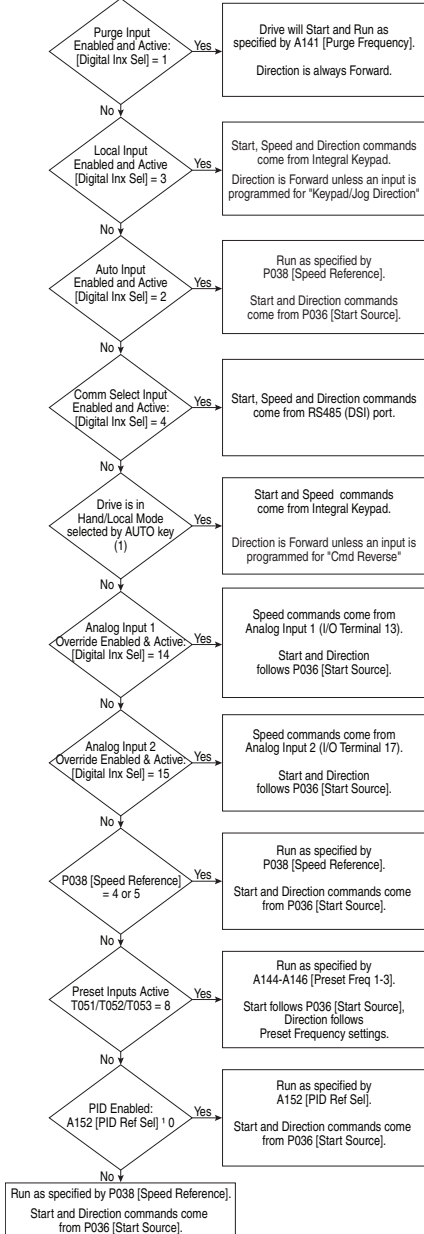 Purge Input
Enabled and Active:
[Digital Inx Sel] = 1
Yes
Drive will Start and Run as
specified by A141 [Purge Frequency].
Direction is always Forward.
No
Local Input
Enabled and Active
[Digital Inx Sel] = 3
Yes
Start, Speed and Direction commands
come from Integral Keypad.
Direction is Forward unless an input is
programmed for "Keypad/Jog Direction"
No
Auto Input
Enabled and Active
[Digital Inx Sel] = 2
Yes
Run as specified by
P038 [Speed Reference].
Start and Direction commands
come from P036 [Start Source].
No
Comm Select Input
Enabled and Active:
[Digital Inx Sel] = 4
Yes
Start, Speed and Direction commands
come from RS485 (DSI) port.
No
Drive is in
Hand/Local Mode
selected by AUTO key
(1)
Yes
Start and Speed commands
come from Integral Keypad.
Direction is Forward unless an input is
programmed for "Cmd Reverse"
No
Analog Input 1
Override Enabled & Active:
[Digital Inx Sel] = 14
Yes
Speed commands come from
Analog Input 1 (I/O Terminal 13).
Start and Direction
follows P036 [Start Source].
No
Analog Input 2
Override Enabled & Active:
[Digital Inx Sel] = 15
Yes
Speed commands come from
Analog Input 2 (I/O Terminal 17).
Start and Direction
follows P036 [Start Source].
No
P038 [Speed Reference]
= 4 or 5
Yes
Run as specified by
P038 [Speed Reference].
Start and Direction commands come
from P036 [Start Source].
No
Preset Inputs Active
T051/T052/T053 = 8
Yes
Run as specified by
A144-A146 [Preset Freq 1-3].
Start follows P036 [Start Source],
Direction follows
Preset Frequency settings.
No
PID Enabled:
A152 [PID Ref Sel] ¹ 0
Yes
Run as specified by
A152 [PID Ref Sel].
Start and Direction commands come
from P036 [Start Source].
No
Run as specified by P038 [Speed Reference].
Start and Direction commands come
from P036 [Start Source].